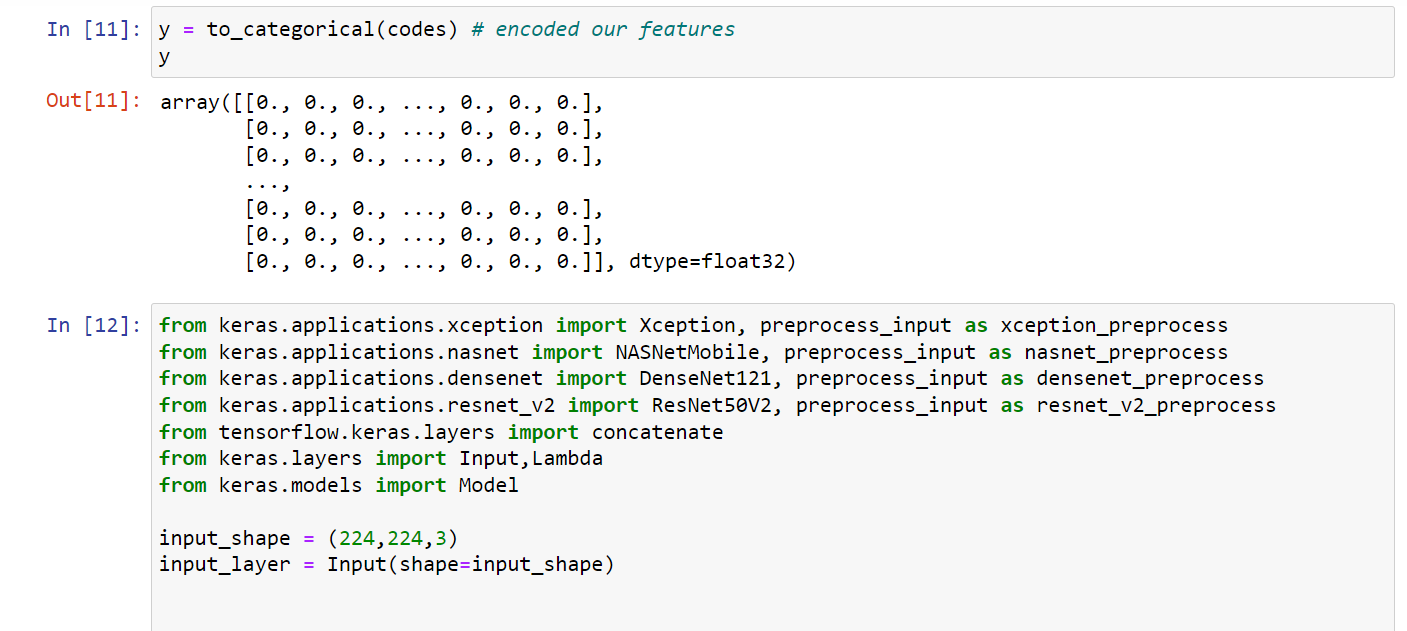 In [11]: y = to_categorical(codes) # encoded our features
y
Out[11]: array([[0., 0., 0., ..., 0., 0., 0.],
[0., 0., 0., ..., 0., 0., 0.],
[0., 0., 0., ..., 0., 0., 0.],
...,
[0., 0., 0., ..., 0., 0., 0.],
[0., 0., 0., ..., 0., 0., 0.],
[0., 0., 0., ..., 0., 0., 0.]], dtype=float32)
In [12]: from keras.applications.xception import Xception, preprocess_input as xception_preprocess
from keras.applications.nasnet import NASNetMobile, preprocess_input as nasnet_preprocess
from keras.applications.densenet import DenseNet121, preprocess_input as densenet_preprocess
from keras.applications.resnet_v2 import ResNet50V2, preprocess_input as resnet_v2_preprocess
from tensorflow.keras.layers import concatenate
from keras.layers import Input,Lambda
from keras.models import Model
input_shape = (224,224,3)
input_layer = Input(shape=input_shape)